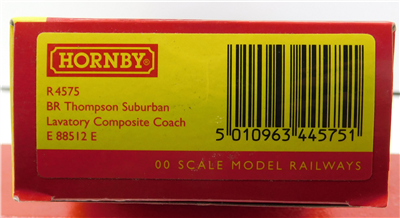 HORNBY®
R4575
BR Thompson Suburban
Lavatory Composite Coach
E 88512 E
5 010963 445751
00 SCALE MODEL RAILWAYS